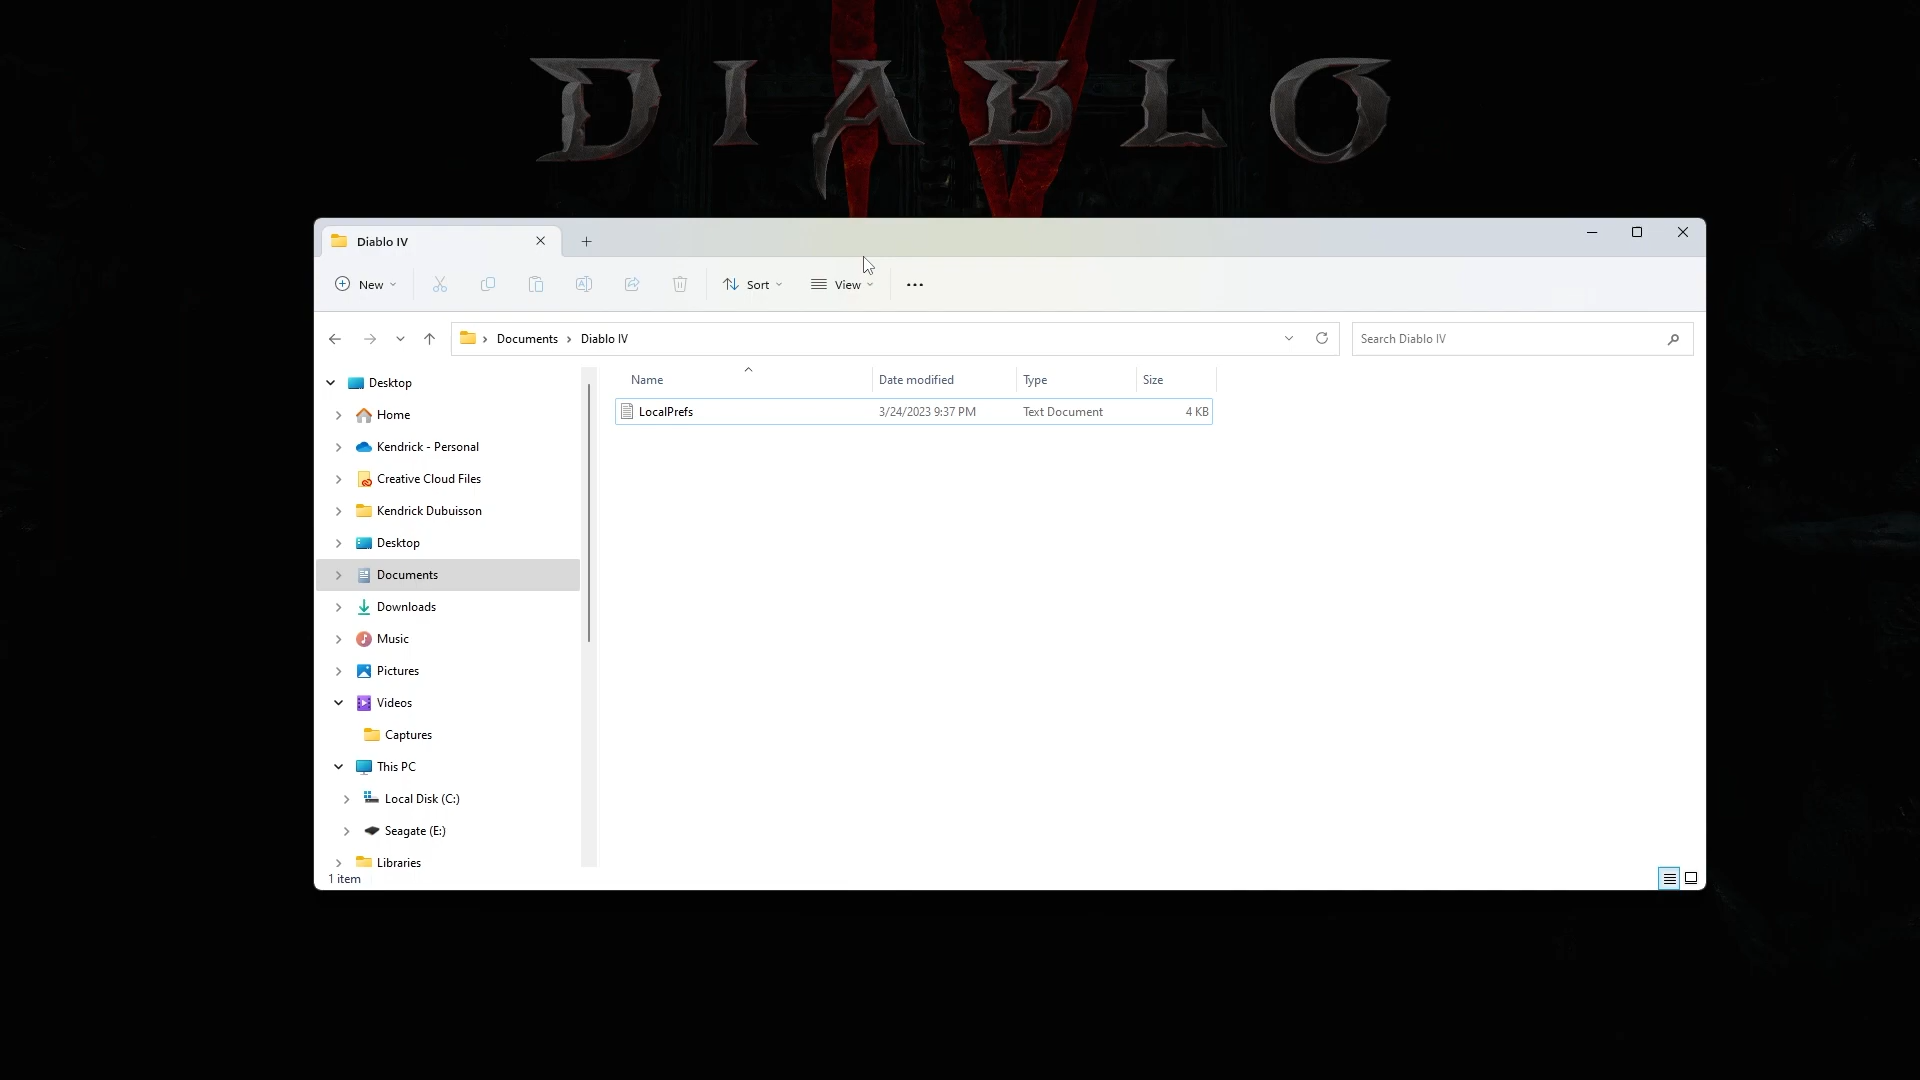 DIABLO
IV
Diablo IV
New
Sort
View
Documents
Diablo IV
Search Diablo IV
Name
Date modified
Type
Size
LocalPrefs
3/24/2023 9:37 PM
Text Document
4 KB
Desktop
Home
Kendrick - Personal
Creative Cloud Files
Kendrick Dubuisson
Desktop
Documents
Downloads
Music
Pictures
Videos
Captures
This PC
Local Disk (C:)
Seagate (E:)
Libraries
1 item